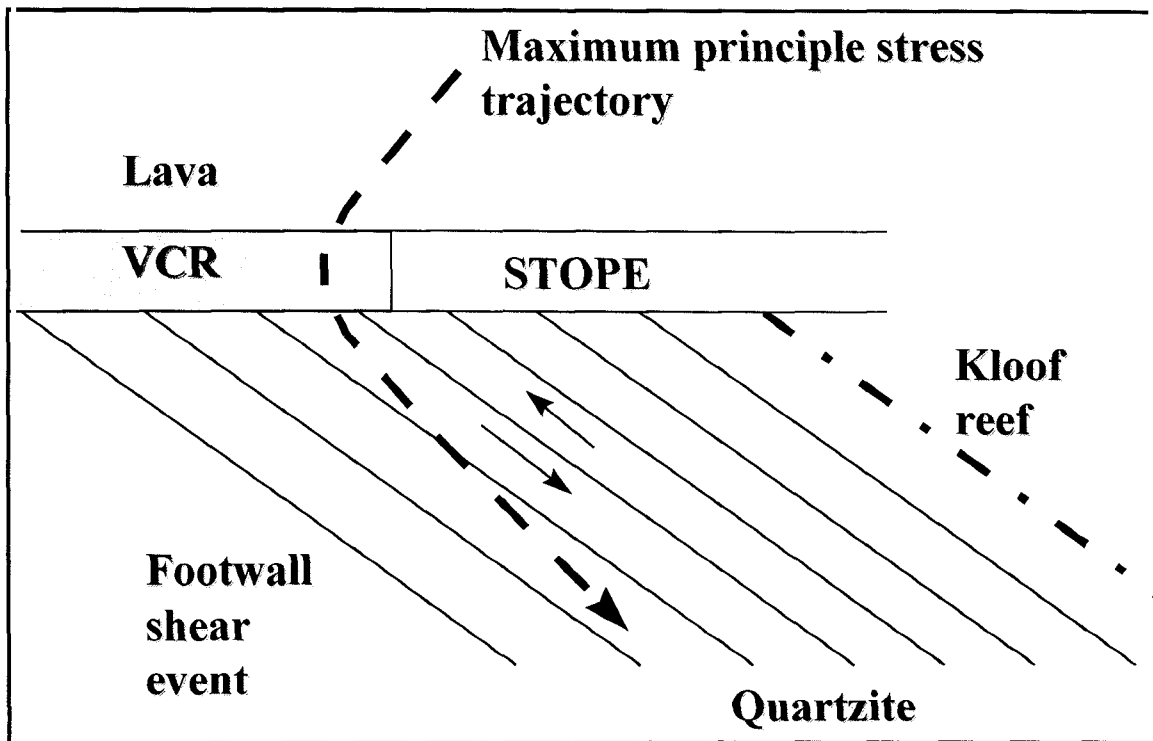 Maximum principle stress
trajectory
Lava
VCR
STOPE
Kloof
reef
Footwall
shear
event
Quartzite